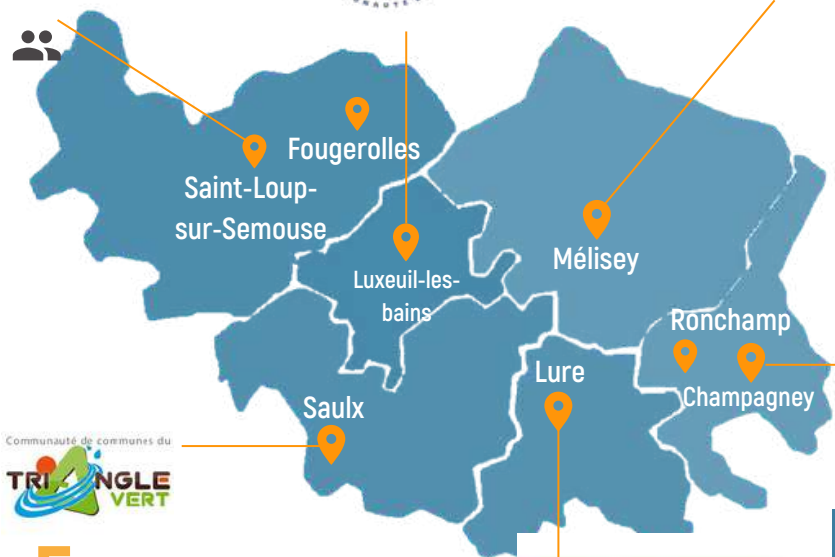 Fougerolles
Saint-Loup-
sur-Semouse
Luxeuil-les-
bains
Mélisey
Ronchamp
Champagney
Lure
Saulx
Communauté de communes du
TRIANGLE
VERT